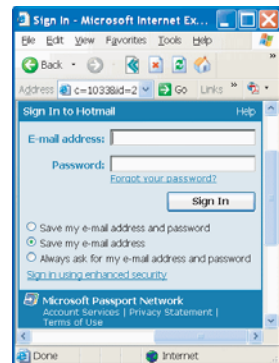 Sign In - Microsoft Internet Ex...
File Edit View Favorites Tools Help
Back
Address c=1033&id=2 Go Links
Sign In to Hotmail Help
E-mail address:
Password:
Forgot your password?
Sign In
Save my e-mail address and password
Save my e-mail address
Always ask for my e-mail address and password
Sign in using enhanced security
Microsoft Passport Network
Account Services | Privacy Statement |
Terms of Use
Done Internet